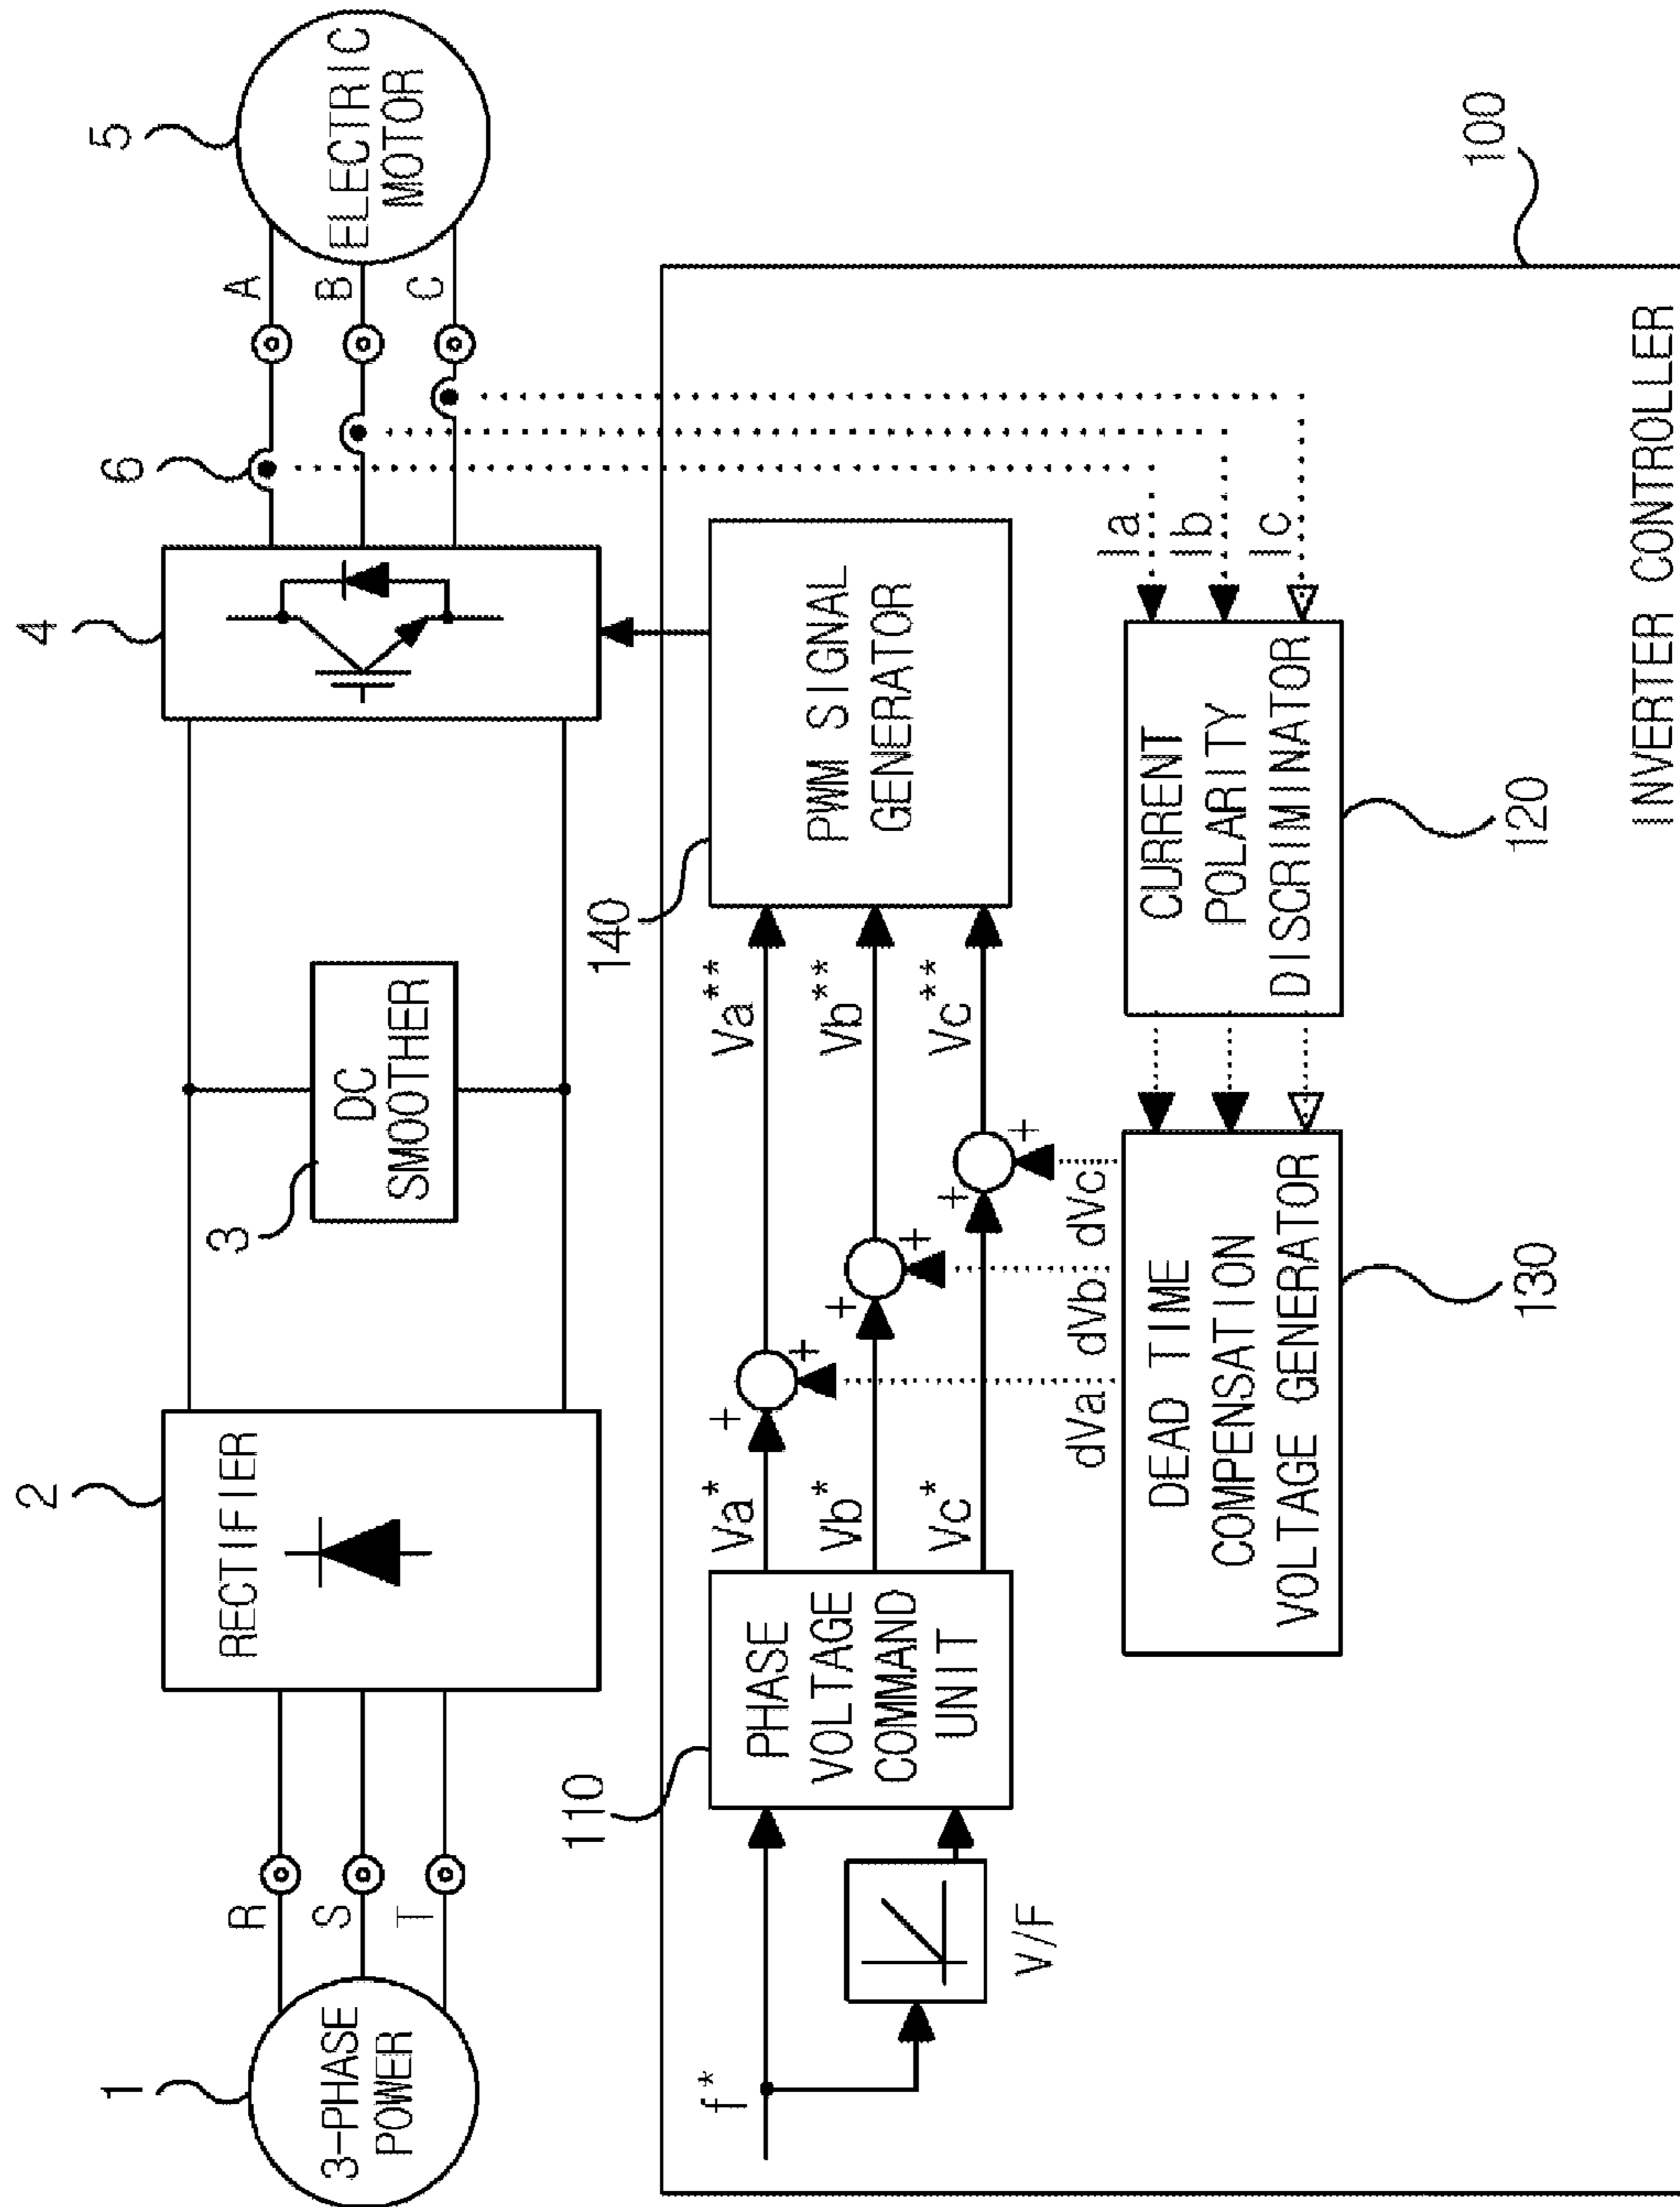 1
3-PHASE
POWER
R
S
T
2
RECTIFIER
3
DC
SMOOTHER
4
6
A
B
C
5
ELECTRIC
MOTOR
f*
V/F
110
PHASE
VOLTAGE
COMMAND
UNIT
Va*
Vb*
Vc*
+
+
+
+
+
+
dVa dVb dVc
Va**
Vb**
Vc**
140
PWM SIGNAL
GENERATOR
DEAD TIME
COMPENSATION
VOLTAGE GENERATOR
130
CURRENT
POLARITY
DISCRIMINATOR
120
Ia
Ib
Ic
100
INVERTER CONTROLLER